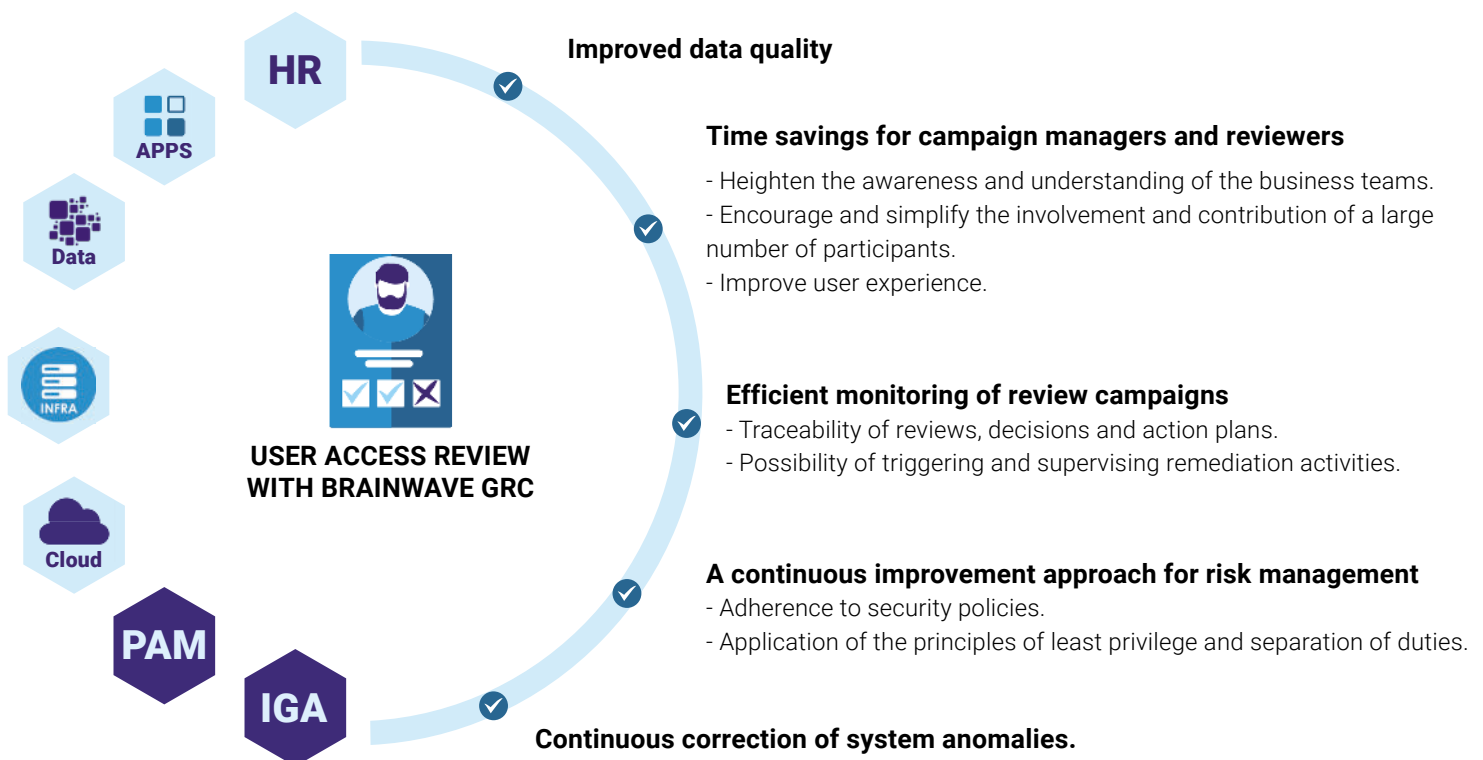 HR
APPS
Data
INFRA
Cloud
PAM
IGA
USER ACCESS REVIEW
WITH BRAINWAVE GRC
Improved data quality
Time savings for campaign managers and reviewers
- Heighten the awareness and understanding of the business teams.
- Encourage and simplify the involvement and contribution of a large
number of participants.
- Improve user experience.
Efficient monitoring of review campaigns
- Traceability of reviews, decisions and action plans.
- Possibility of triggering and supervising remediation activities.
A continuous improvement approach for risk management
- Adherence to security policies.
- Application of the principles of least privilege and separation of duties.
Continuous correction of system anomalies.